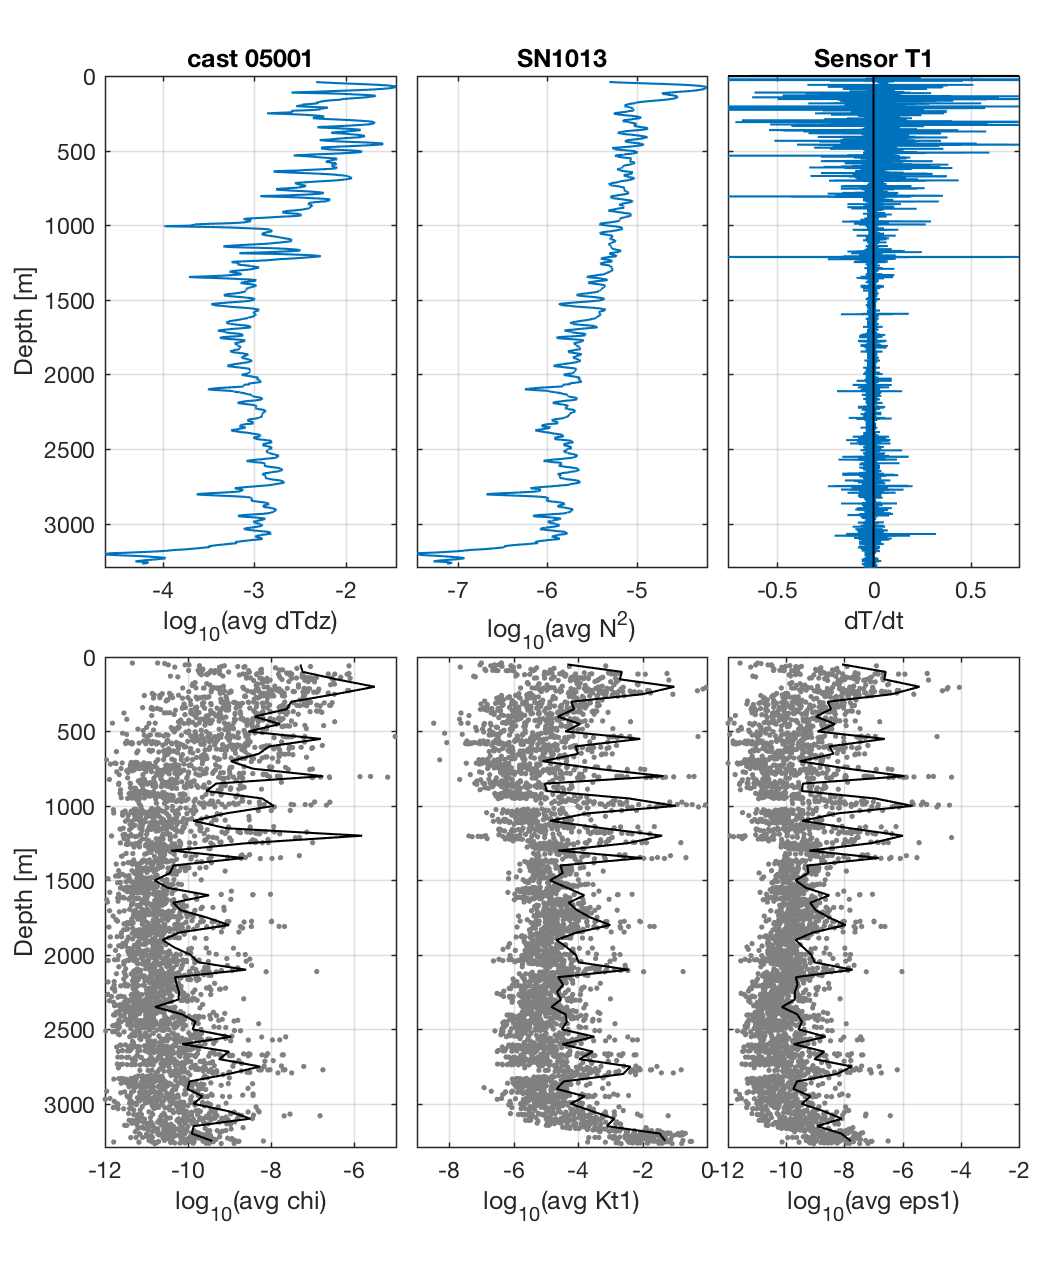 cast 05001
SN1013
Sensor T1
0
500
1000
1500
2000
2500
3000
Depth [m]
-4 -3 -2
log10(avg dTdz)
-7 -6 -5
log10(avg N2)
-0.5 0 0.5
dT/dt
0
500
1000
1500
2000
2500
3000
Depth [m]
-12 -10 -8 -6
log10(avg chi)
-8 -6 -4 -2 0
log10(avg Kt1)
-12 -10 -8 -6 -4 -2
log10(avg eps1)